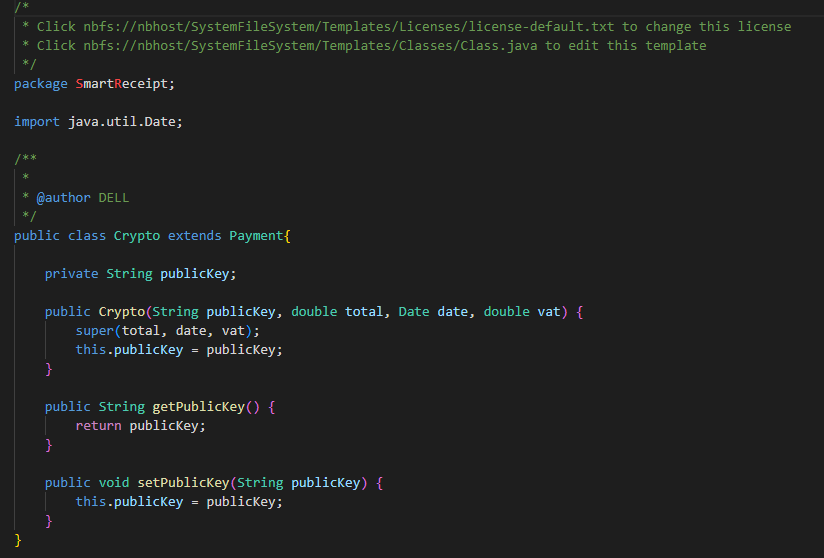 /*
 * Click nbfs://nbhost/SystemFileSystem/Templates/Licenses/license-default.txt to change this license
 * Click nbfs://nbhost/SystemFileSystem/Templates/Classes/Class.java to edit this template
 */
package SmartReceipt;

import java.util.Date;

/**
 *
 * @author DELL
 */
public class Crypto extends Payment{

    private String publicKey;

    public Crypto(String publicKey, double total, Date date, double vat) {
        super(total, date, vat);
        this.publicKey = publicKey;
    }

    public String getPublicKey() {
        return publicKey;
    }

    public void setPublicKey(String publicKey) {
        this.publicKey = publicKey;
    }
}